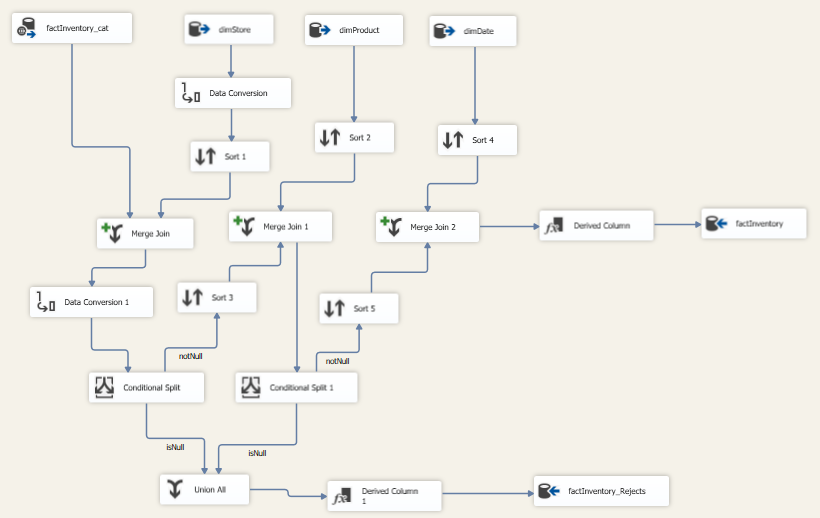 factInventory_cat
dimStore
dimProduct
dimDate
Data Conversion
Sort 1
Sort 2
Sort 4
Merge Join
Merge Join 1
Merge Join 2
Derived Column
factInventory
Data Conversion 1
Sort 3
Sort 5
notNull
notNull
Conditional Split
Conditional Split 1
isNull
isNull
Union All
Derived Column
1
factInventory_Rejects